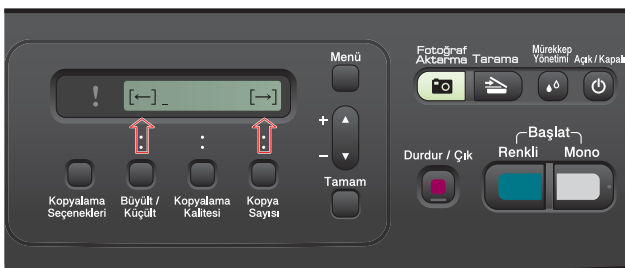 Menü
[←]_ [→]
+
-
Tamam
Kopyalama
Seçenekleri
Büyült /
Küçült
Kopyalama
Kalitesi
Kopya
Sayısı
Fotoğraf
Aktarma
Tarama
Mürekkep
Yönetimi
Açık / Kapalı
Durdur / Çık
Başlat
Renkli Mono